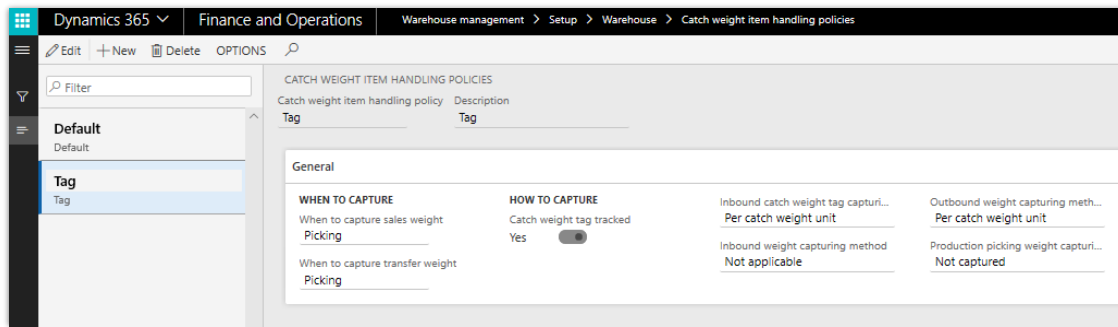 Dynamics 365 Finance and Operations Warehouse management > Setup > Warehouse > Catch weight item handling policies
Edit New Delete OPTIONS
Filter
Default
Default
Tag
Tag
CATCH WEIGHT ITEM HANDLING POLICIES
Catch weight item handling policy Description
Tag Tag
General
WHEN TO CAPTURE
When to capture sales weight
Picking
When to capture transfer weight
Picking
HOW TO CAPTURE
Catch weight tag tracked
Yes
Inbound catch weight tag capturi...
Per catch weight unit
Inbound weight capturing method
Not applicable
Outbound weight capturing meth...
Per catch weight unit
Production picking weight capturi...
Not captured